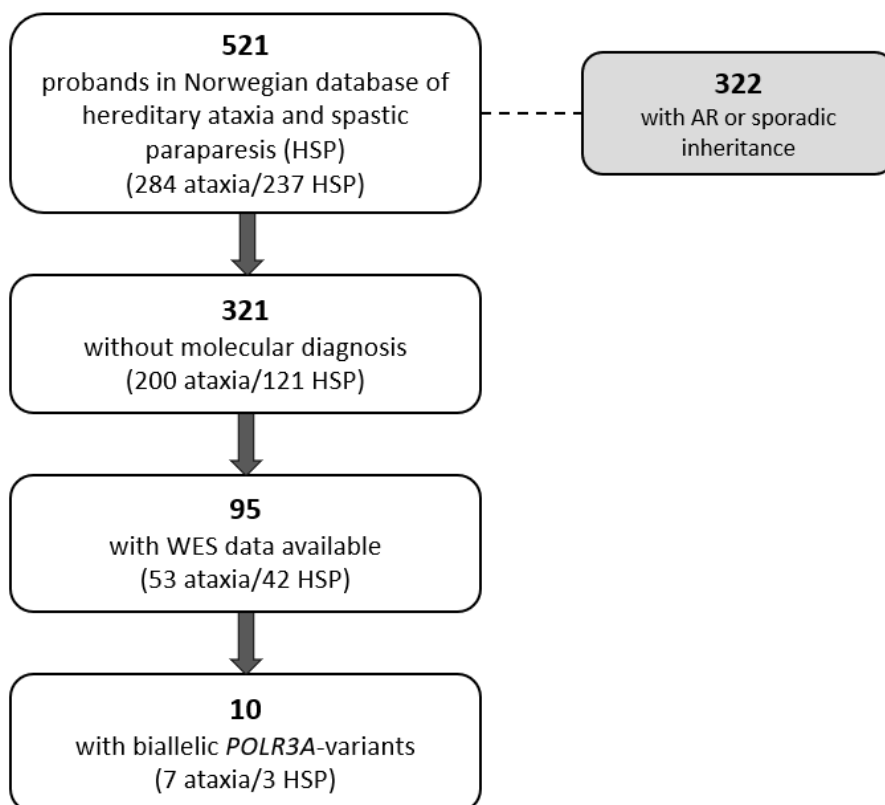 521
probands in Norwegian database of
hereditary ataxia and spastic
paraparesis (HSP)
(284 ataxia/237 HSP)
322
with AR or sporadic
inheritance
321
without molecular diagnosis
(200 ataxia/121 HSP)
95
with WES data available
(53 ataxia/42 HSP)
10
with biallelic POLR3A-variants
(7 ataxia/3 HSP)